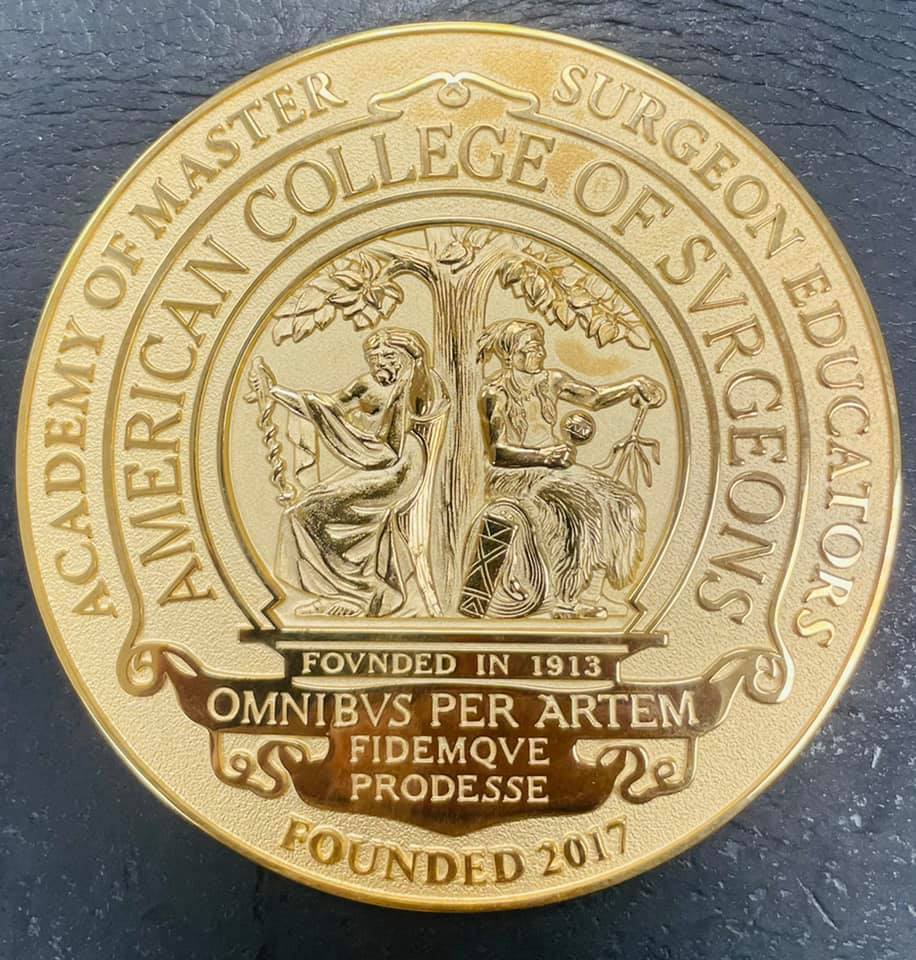 ACADEMY OF MASTER SURGEON EDUCATORS
AMERICAN COLLEGE OF SVRGEONS
FOVNDED IN 1913
OMNIBVS PER ARTEM
FIDEMQVE
PRODESSE
FOUNDED 2017